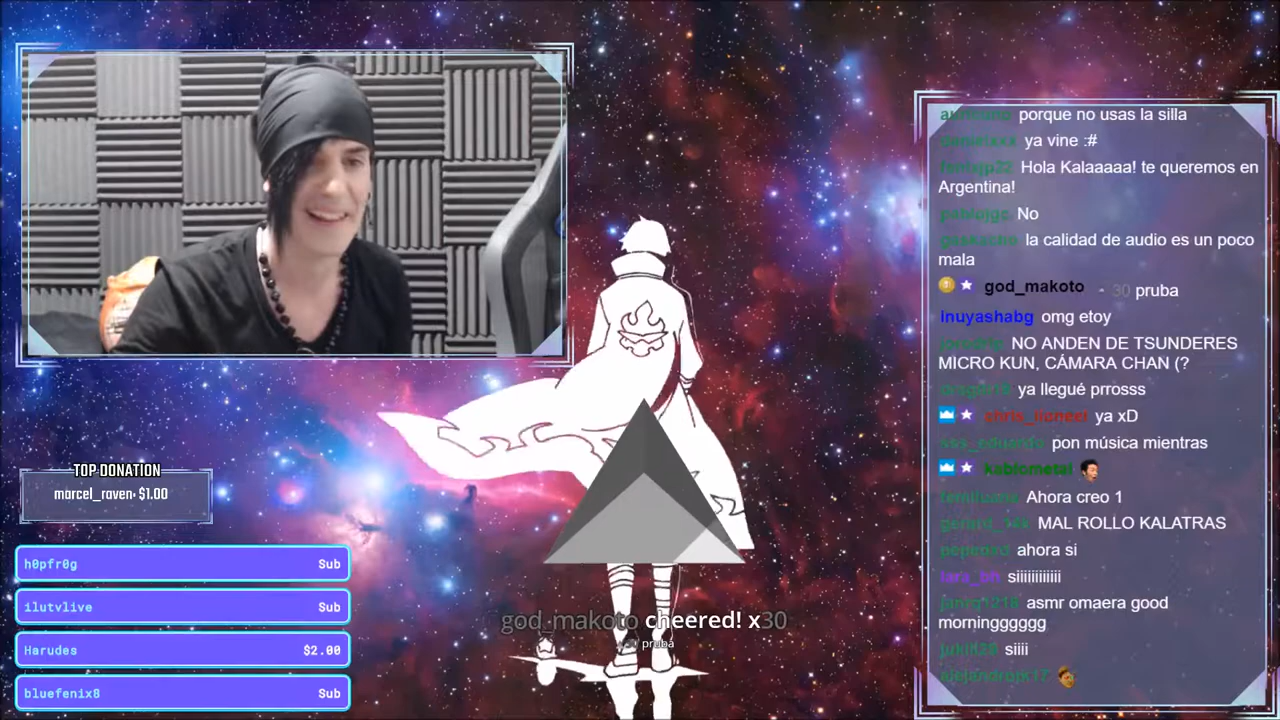 TOP DONATION
marcel_raven• $1.00
h0pfr0g Sub
ilutvlive Sub
Harudes $2.00
bluefenix8 Sub
god_makoto cheered! x30
pruba
porque no usas la silla
ya vine :#
Hola Kalaaaaa! te queremos en
Argentina!
No
la calidad de audio es un poco
mala
god_makoto 30 pruba
inuyashabg omg etoy
NO ANDEN DE TSUNDERES
MICRO KUN, CÁMARA CHAN (?
ya llegué prrosss
ya xD
pon música mientras
kablometal
Ahora creo 1
MAL ROLLO KALATRAS
ahora si
siiiiiiiiiii
asmr omaera good
morningggggg
siiii